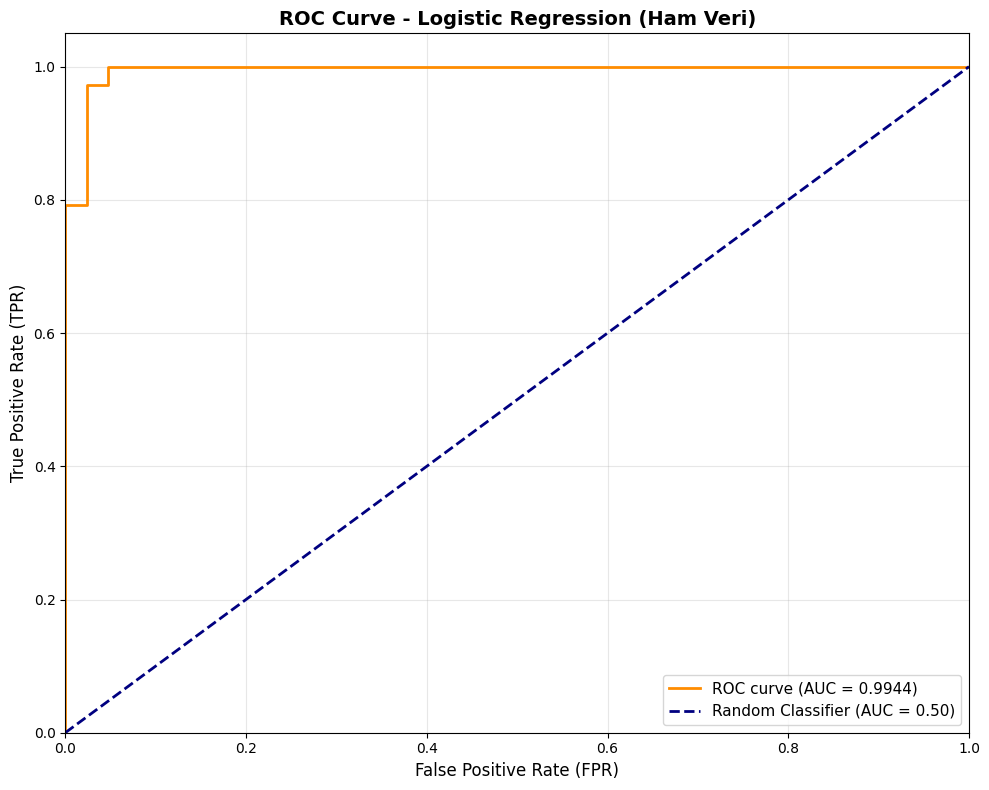 ROC Curve - Logistic Regression (Ham Veri)
True Positive Rate (TPR)
1.0
0.8
0.6
0.4
0.2
0.0
0.0 0.2 0.4 0.6 0.8 1.0
False Positive Rate (FPR)
ROC curve (AUC = 0.9944)
Random Classifier (AUC = 0.50)